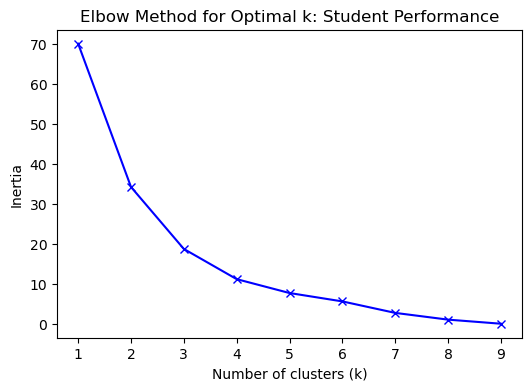 Elbow Method for Optimal k: Student Performance
70
60
50
40
30
20
10
0
Inertia
1 2 3 4 5 6 7 8 9
Number of clusters (k)